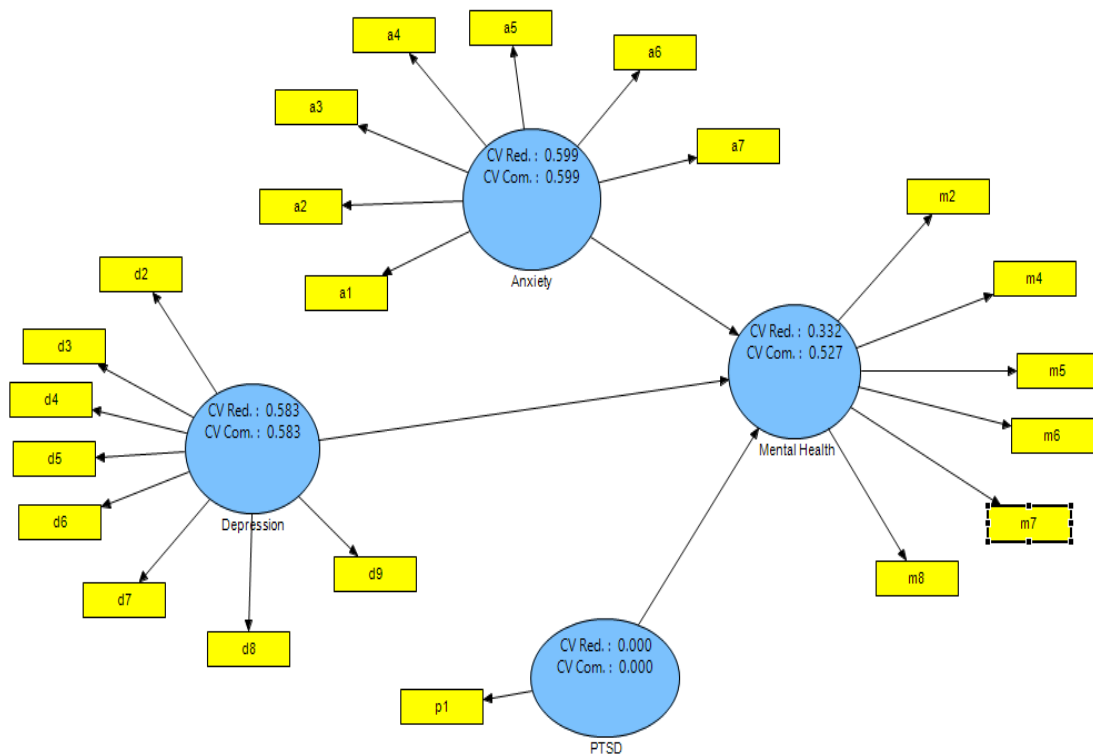 a4
a5
a6
a3
a7
CV Red. : 0.599
CV Com. : 0.599
a2
a1
Anxiety
m2
m4
d2
d3
d4
d5
d6
d7
d8
d9
CV Red. : 0.583
CV Com. : 0.583
Depression
CV Red. : 0.332
CV Com. : 0.527
Mental Health
m5
m6
m7
m8
CV Red. : 0.000
CV Com. : 0.000
p1
PTSD